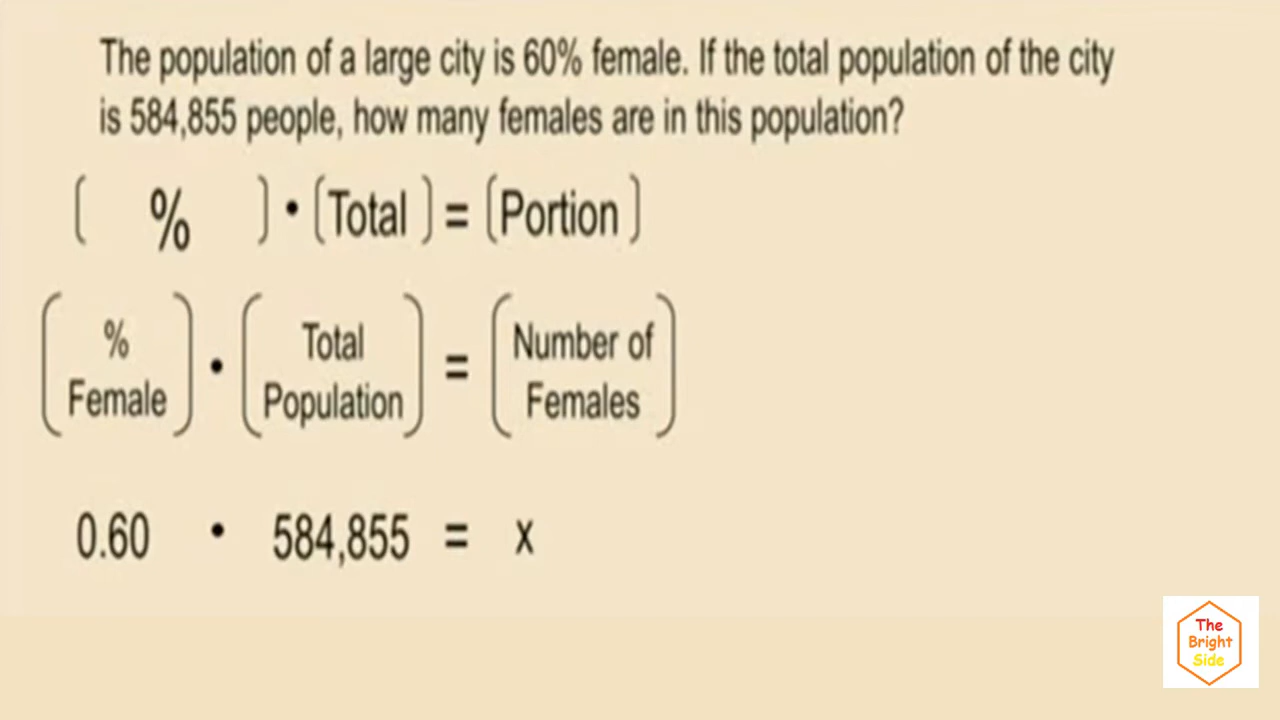 The population of a large city is 60% female. If the total population of the city
is 584,855 people, how many females are in this population?
( % ) • (Total) = (Portion)
(% Female) • (Total Population) = (Number of Females)
0.60 • 584,855 = x
The
Bright
Side